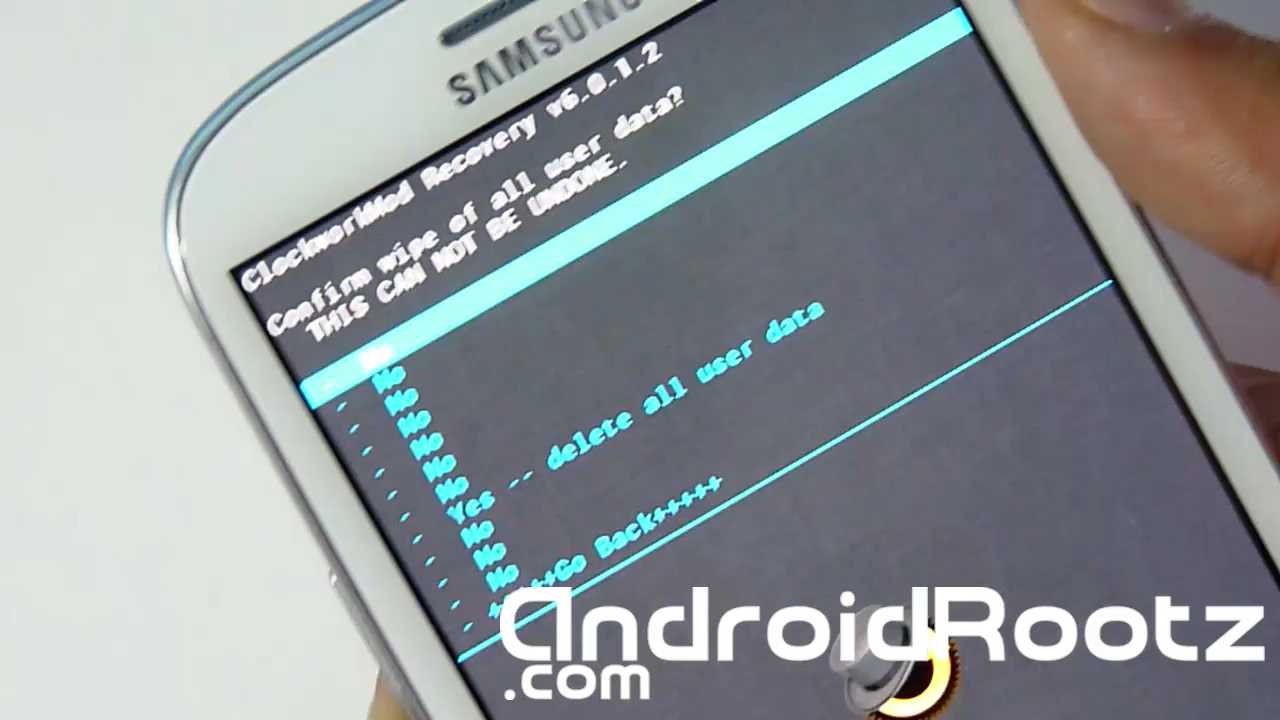 SAMSUNG
ClockworkMod Recovery v6.0.1.2
Confirm wipe of all user data?
THIS CAN NOT BE UNDONE.
- No
- No
- No
- No
- No
- No
- No
- Yes -- delete all user data
- No
- No
- No
- +++++Go Back+++++
AndroidRootz
.com